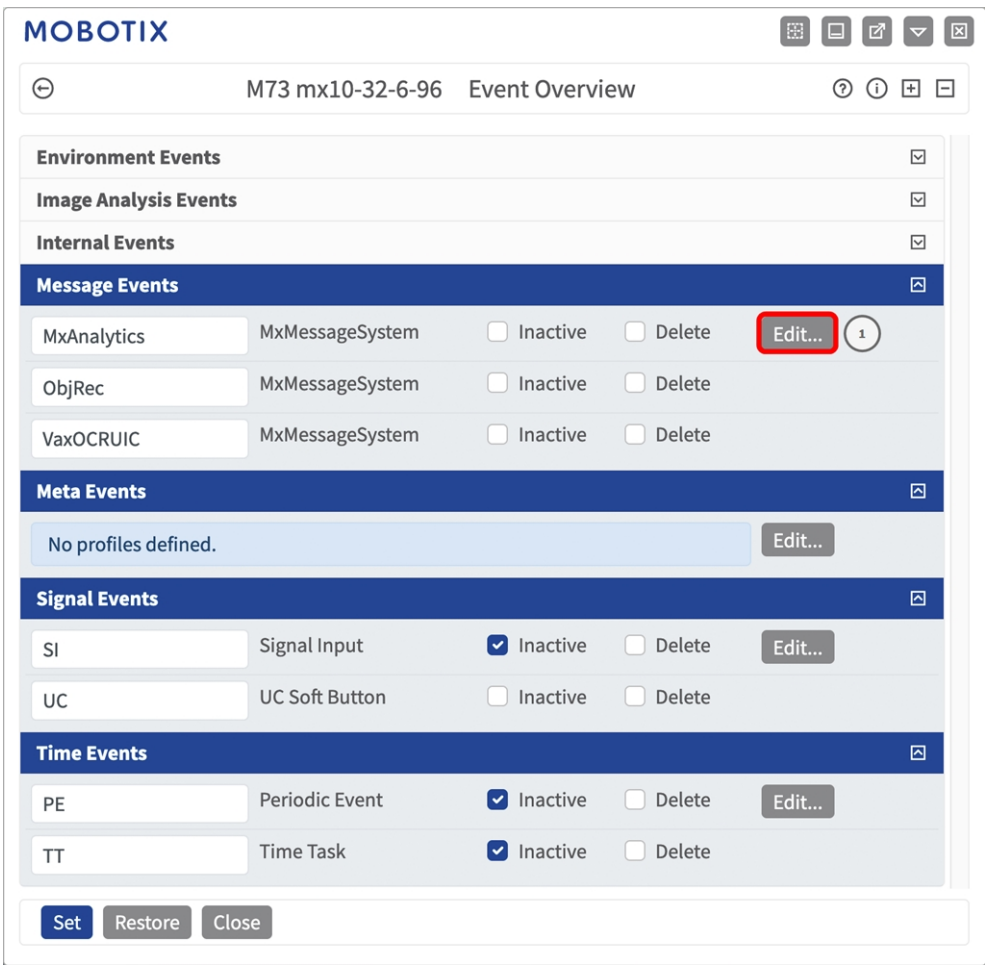 MOBOTIX
M73 mx10-32-6-96 Event Overview
Environment Events
Image Analysis Events
Internal Events
Message Events
MxAnalytics MxMessageSystem Inactive Delete Edit... 1
ObjRec MxMessageSystem Inactive Delete
VaxOCRUIC MxMessageSystem Inactive Delete
Meta Events
No profiles defined. Edit...
Signal Events
SI Signal Input Inactive Delete Edit...
UC UC Soft Button Inactive Delete
Time Events
PE Periodic Event Inactive Delete Edit...
TT Time Task Inactive Delete
Set Restore Close